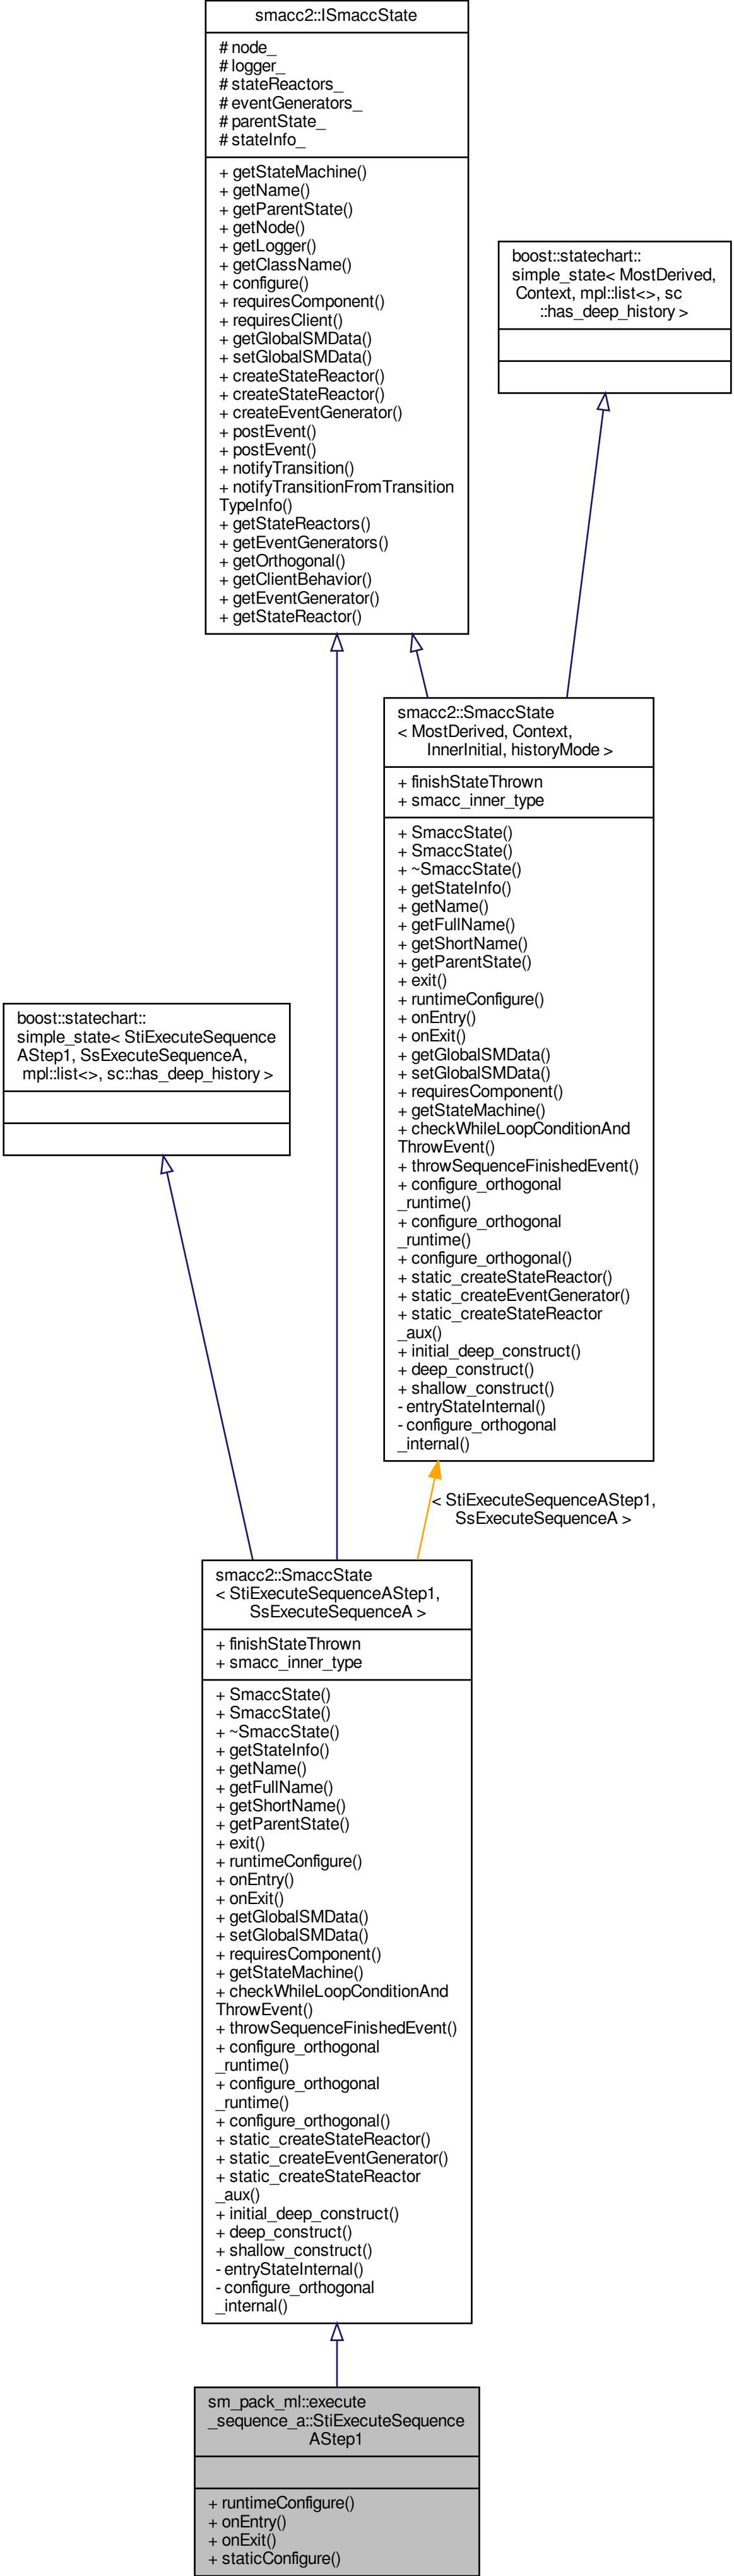 smacc2::ISmaccState
# node_
# logger_
# stateReactors_
# eventGenerators_
# parentState_
# stateInfo_
+ getStateMachine()
+ getName()
+ getParentState()
+ getNode()
+ getLogger()
+ getClassName()
+ configure()
+ requiresComponent()
+ requiresClient()
+ getGlobalSMData()
+ setGlobalSMData()
+ createStateReactor()
+ createStateReactor()
+ createEventGenerator()
+ postEvent()
+ postEvent()
+ notifyTransition()
+ notifyTransitionFromTransition
TypeInfo()
+ getStateReactors()
+ getEventGenerators()
+ getOrthogonal()
+ getClientBehavior()
+ getEventGenerator()
+ getStateReactor()
boost::statechart::
simple_state< MostDerived,
Context, mpl::list<>, sc
::has_deep_history >
smacc2::SmaccState
< MostDerived, Context,
InnerInitial, historyMode >
+ finishStateThrown
+ smacc_inner_type
+ SmaccState()
+ SmaccState()
+ ~SmaccState()
+ getStateInfo()
+ getName()
+ getFullName()
+ getShortName()
+ getParentState()
+ exit()
+ runtimeConfigure()
+ onEntry()
+ onExit()
+ getGlobalSMData()
+ setGlobalSMData()
+ requiresComponent()
+ getStateMachine()
+ checkWhileLoopConditionAnd
ThrowEvent()
+ throwSequenceFinishedEvent()
+ configure_orthogonal
_runtime()
+ configure_orthogonal
_runtime()
+ configure_orthogonal()
+ static_createStateReactor()
+ static_createEventGenerator()
+ static_createStateReactor
_aux()
+ initial_deep_construct()
+ deep_construct()
+ shallow_construct()
- entryStateInternal()
- configure_orthogonal
_internal()
boost::statechart::
simple_state< StiExecuteSequence
AStep1, SsExecuteSequenceA,
mpl::list<>, sc::has_deep_history >
< StiExecuteSequenceAStep1,
SsExecuteSequenceA >
smacc2::SmaccState
< StiExecuteSequenceAStep1,
SsExecuteSequenceA >
+ finishStateThrown
+ smacc_inner_type
+ SmaccState()
+ SmaccState()
+ ~SmaccState()
+ getStateInfo()
+ getName()
+ getFullName()
+ getShortName()
+ getParentState()
+ exit()
+ runtimeConfigure()
+ onEntry()
+ onExit()
+ getGlobalSMData()
+ setGlobalSMData()
+ requiresComponent()
+ getStateMachine()
+ checkWhileLoopConditionAnd
ThrowEvent()
+ throwSequenceFinishedEvent()
+ configure_orthogonal
_runtime()
+ configure_orthogonal
_runtime()
+ configure_orthogonal()
+ static_createStateReactor()
+ static_createEventGenerator()
+ static_createStateReactor
_aux()
+ initial_deep_construct()
+ deep_construct()
+ shallow_construct()
- entryStateInternal()
- configure_orthogonal
_internal()
sm_pack_ml::execute
_sequence_a::StiExecuteSequence
AStep1
+ runtimeConfigure()
+ onEntry()
+ onExit()
+ staticConfigure()